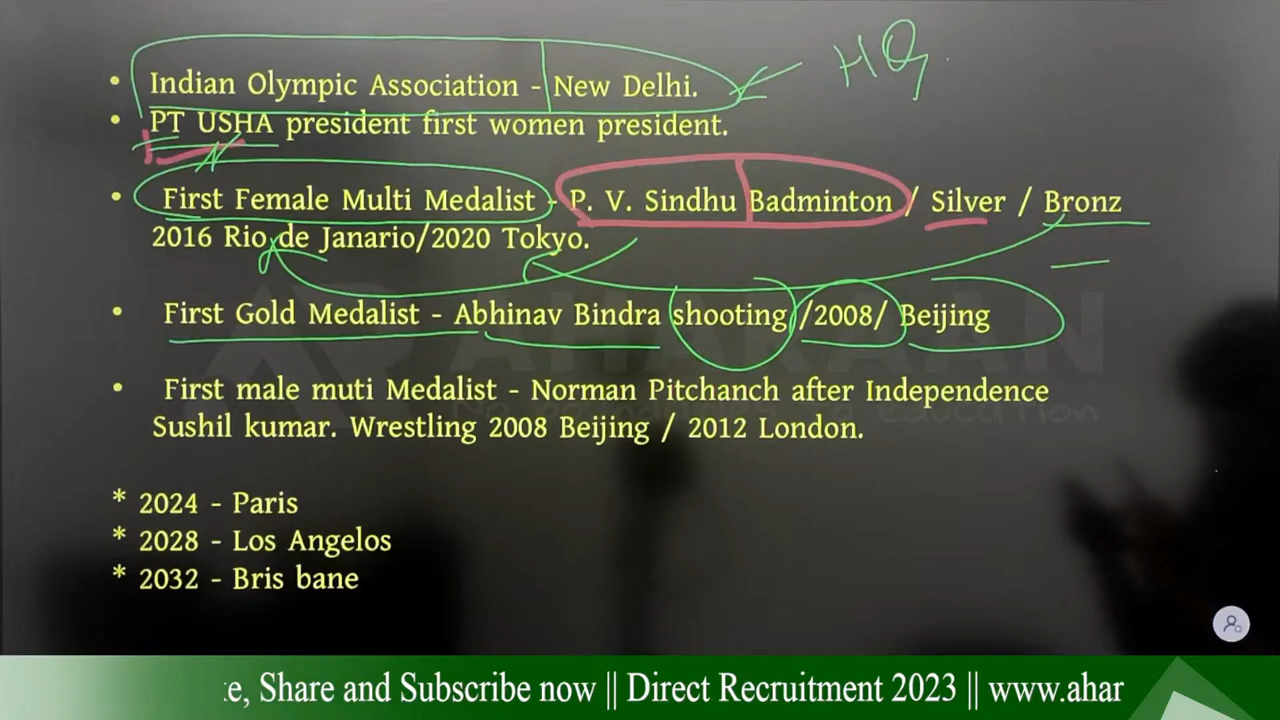 HQ
• Indian Olympic Association - New Delhi.
• PT USHA president first women president.
• First Female Multi Medalist - P. V. Sindhu Badminton / Silver / Bronz
2016 Rio de Janario/2020 Tokyo.
• First Gold Medalist - Abhinav Bindra shooting /2008/ Beijing
• First male muti Medalist - Norman Pitchanch after Independence
Sushil kumar. Wrestling 2008 Beijing / 2012 London.
* 2024 - Paris
* 2028 - Los Angelos
* 2032 - Bris bane
e, Share and Subscribe now || Direct Recruitment 2023 || www.ahar